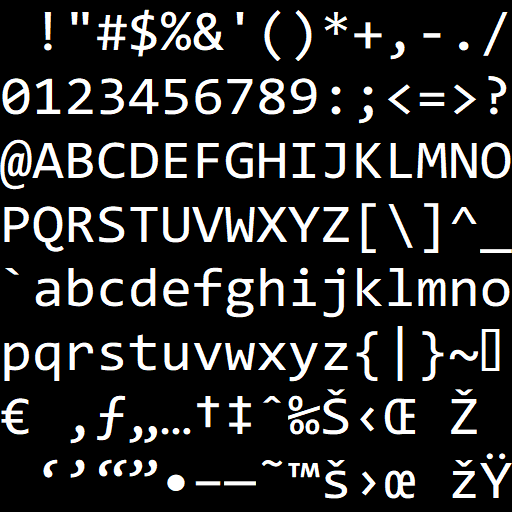 !"#$%&'()*+,-./
0123456789:;<=>?
@ABCDEFGHIJKLMNO
PQRSTUVWXYZ[\]^_
`abcdefghijklmno
pqrstuvwxyz{|}~▯
€ ‚ƒ„…†‡ˆ‰Š‹Œ Ž
 ‘’“”•–—˜™š›œ žŸ